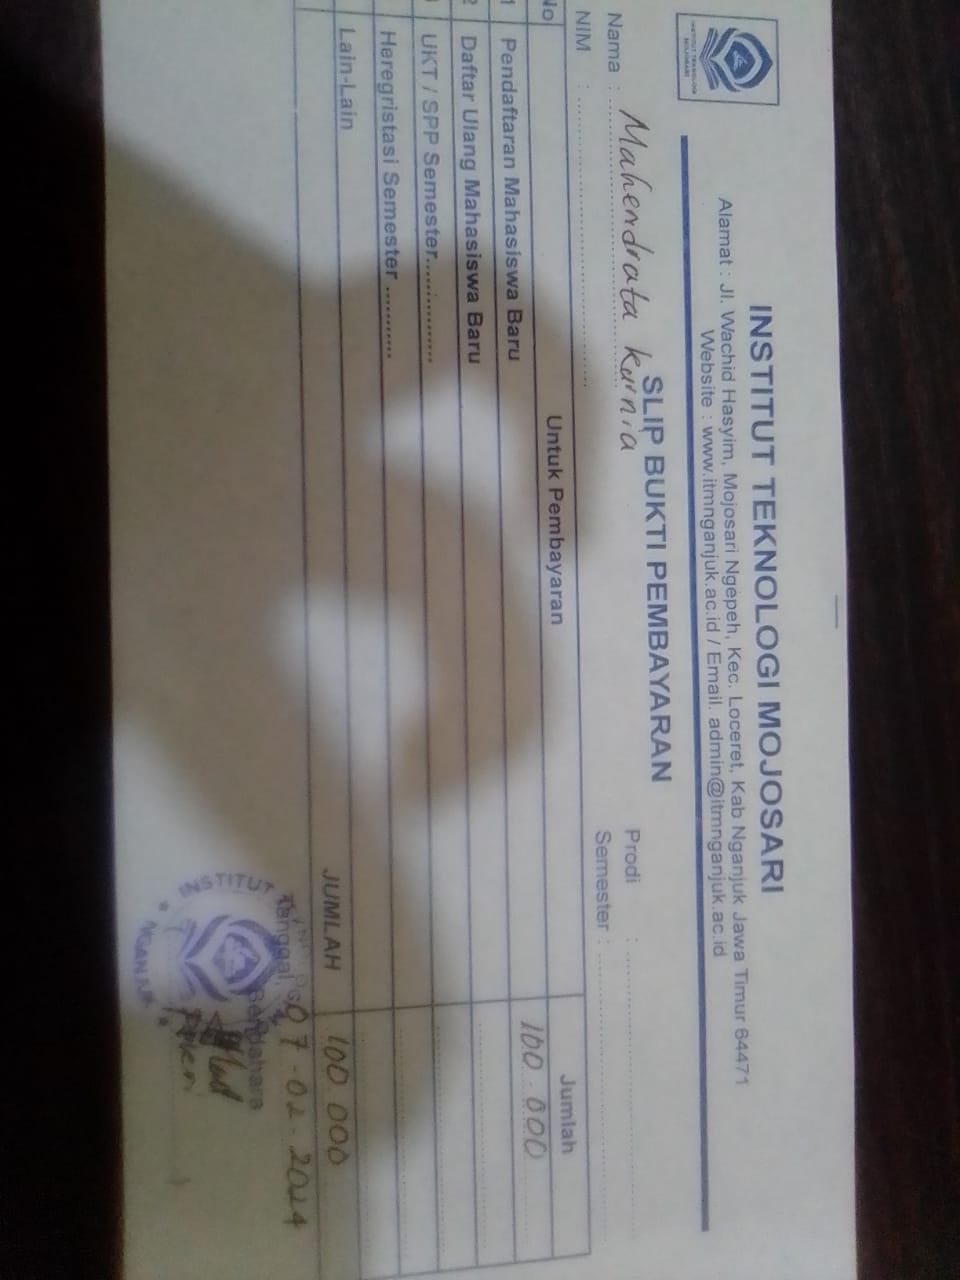 INSTITUT TEKNOLOGI MOJOSARI
INSTITUT TEKNOLOGI MOJOSARI
Alamat : Jl. Wachid Hasyim, Mojosari Ngepeh, Kec. Loceret, Kab Nganjuk Jawa Timur 64471
Website : www.itmnganjuk.ac.id / Email. admin@itmnganjuk.ac.id
SLIP BUKTI PEMBAYARAN
Nama : Mahendrata Kurnia Prodi :
NIM : Semester :
No Untuk Pembayaran Jumlah
1 Pendaftaran Mahasiswa Baru 100.000
2 Daftar Ulang Mahasiswa Baru
UKT / SPP Semester
Heregristasi Semester
Lain-Lain
JUMLAH 100 000
Tanggal, 07-02-2024
Bendahara
INSTITUT
NGANJUK